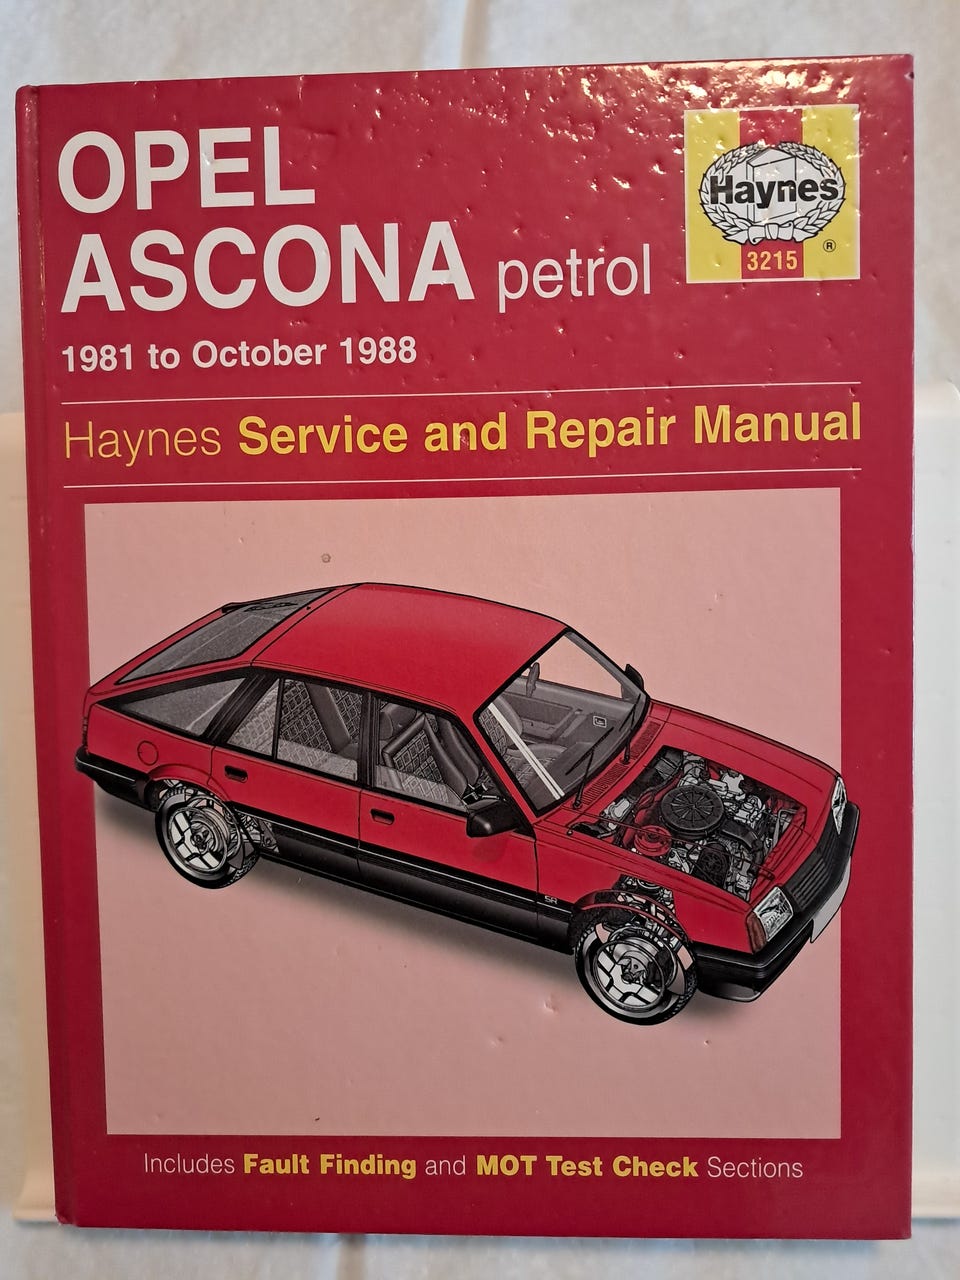 OPEL
ASCONA petrol
1981 to October 1988
Haynes
®
3215
Haynes Service and Repair Manual
SR
Includes Fault Finding and MOT Test Check Sections